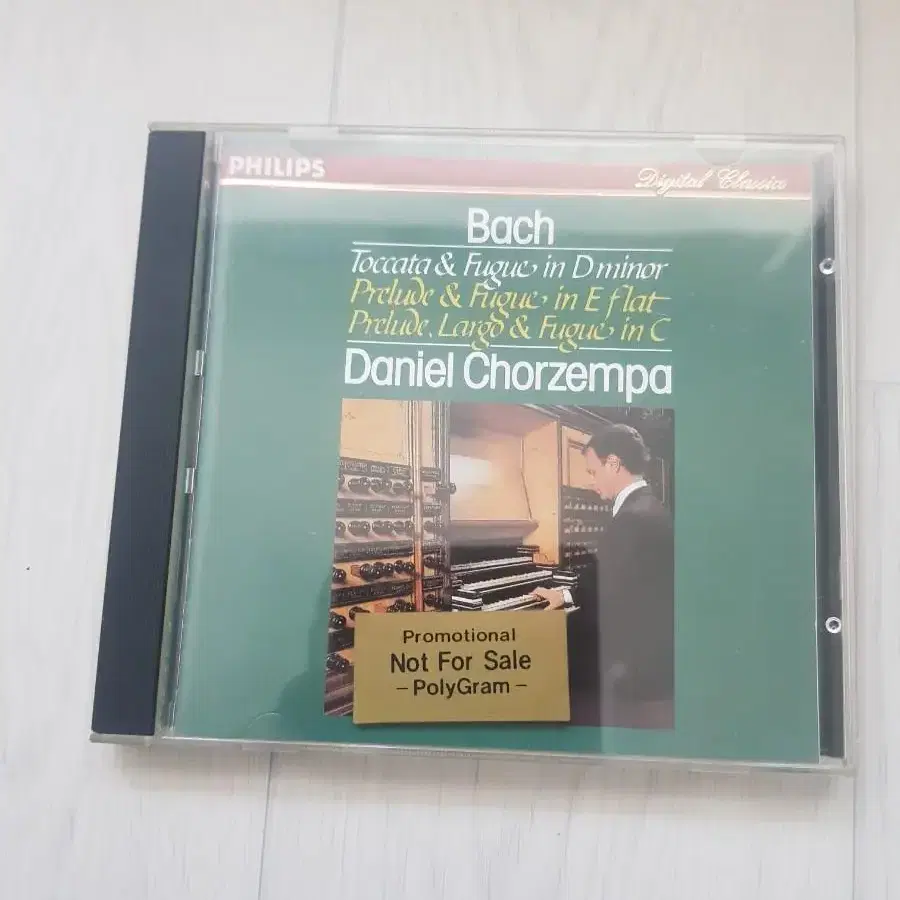 PHILIPS
Digital Classics
Bach
Toccata & Fugue in D minor
Prelude & Fugue in E flat
Prelude, Largo & Fugue in C
Daniel Chorzempa
Promotional
Not For Sale
- PolyGram -